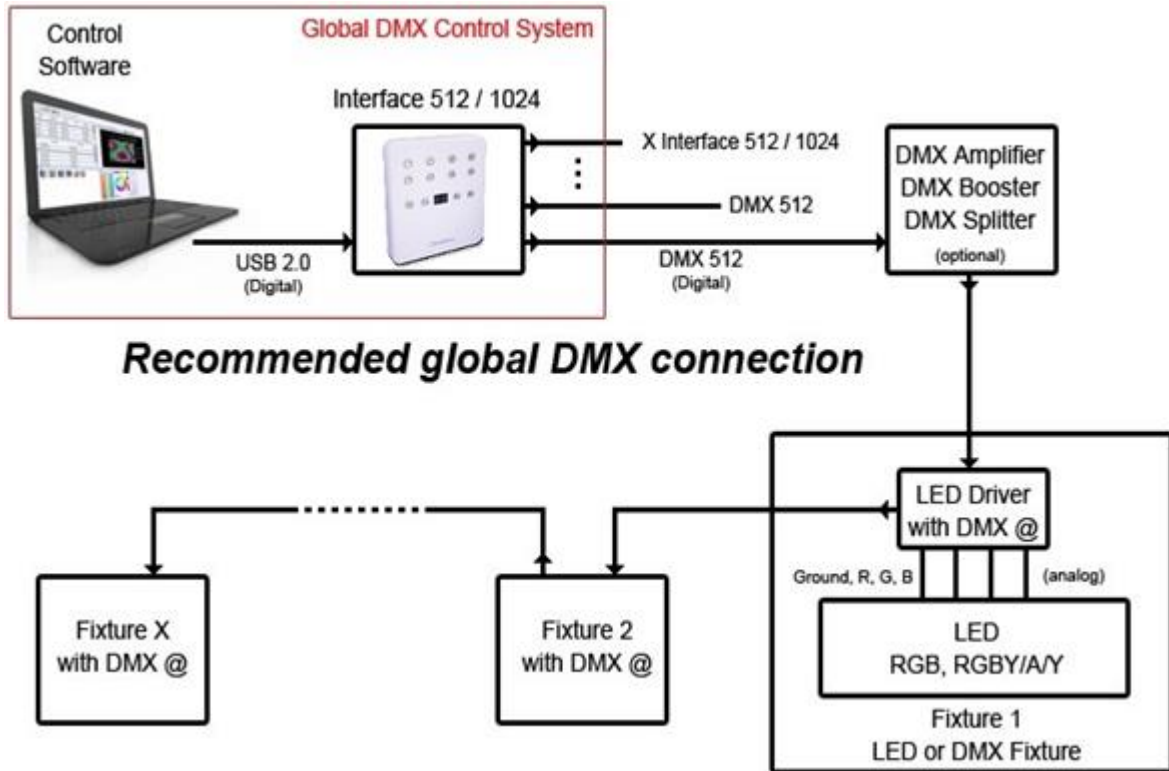 Control
Software
Global DMX Control System
Interface 512 / 1024
USB 2.0
(Digital)
X Interface 512 / 1024
DMX 512
DMX 512
(Digital)
DMX Amplifier
DMX Booster
DMX Splitter
(optional)
Recommended global DMX connection
LED Driver
with DMX @
Ground, R, G, B
(analog)
LED
RGB, RGBY/A/Y
Fixture 1
LED or DMX Fixture
Fixture 2
with DMX @
Fixture X
with DMX @